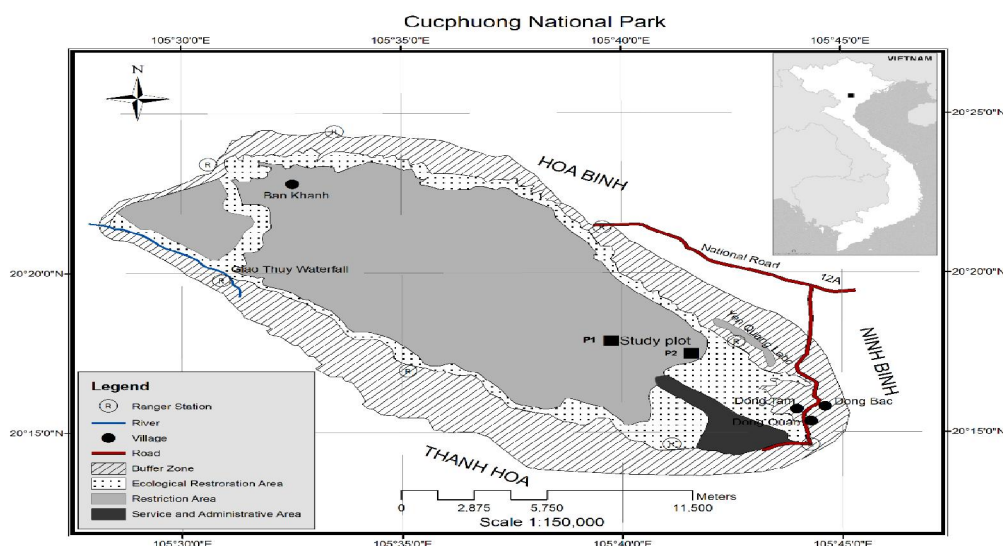 Cucphuong National Park
105°30'0"E 105°35'0"E 105°40'0"E 105°45'0"E
VIETNAM
N
20°25'0"N
R
HOA BINH
R
Ban Khanh
R
National Road
12A
20°20'0"N 20°20'0"N
Giao Thuy Waterfall
R
Yen Quang Lake
P1 Study plot
P2
R
NINH BINH
R
Legend
R Ranger Station
River
Village
Road
Buffer Zone
Ecological Restroration Area
Restriction Area
Service and Administrative Area
Dong Tam Dong Bac
Dong Quan
20°15'0"N 20°15'0"N
R
R
THANH HOA
Meters
0 2.875 5.750 11.500
Scale 1:150,000
105°30'0"E 105°35'0"E 105°40'0"E 105°45'0"E